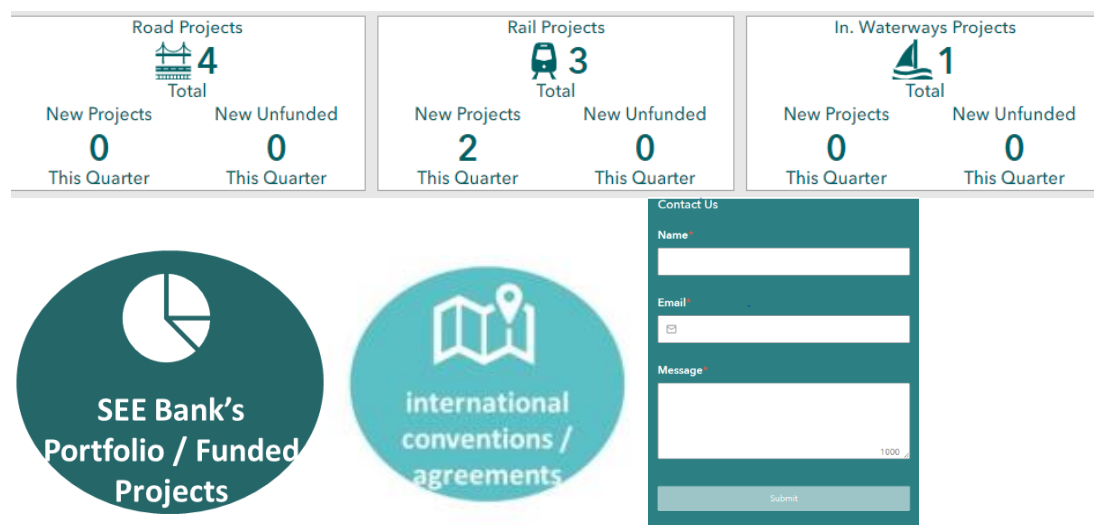 Road Projects
4
Total
New Projects New Unfunded
0 0
This Quarter This Quarter
Rail Projects
3
Total
New Projects New Unfunded
2 0
This Quarter This Quarter
In. Waterways Projects
1
Total
New Projects New Unfunded
0 0
This Quarter This Quarter
SEE Bank's
Portfolio / Funded
Projects
international
conventions /
agreements
Contact Us
Name*
Email*
Message*
1000
Submit